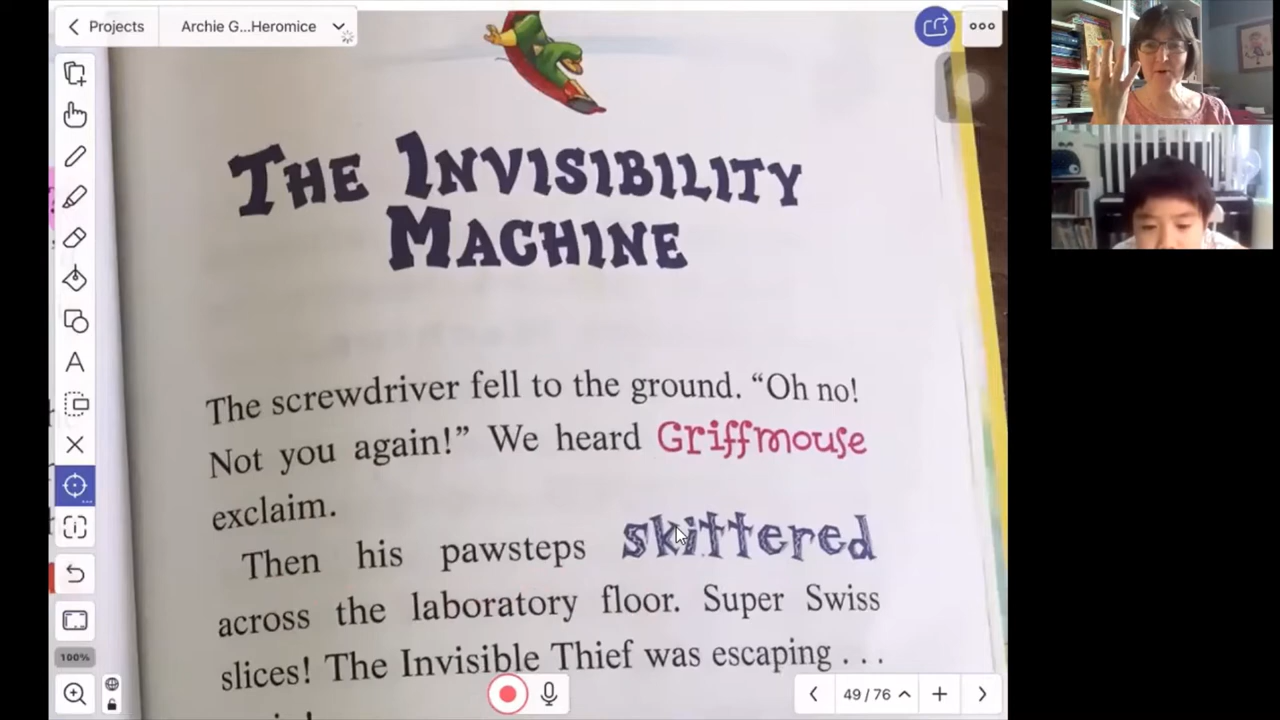 Projects
Archie G...Heromice
THE INVISIBILITY
MACHINE
The screwdriver fell to the ground. “Oh no!
Not you again!” We heard Griffmouse
exclaim.
Then his pawsteps skittered
across the laboratory floor. Super Swiss
slices! The Invisible Thief was escaping . . .
100%
49 / 76